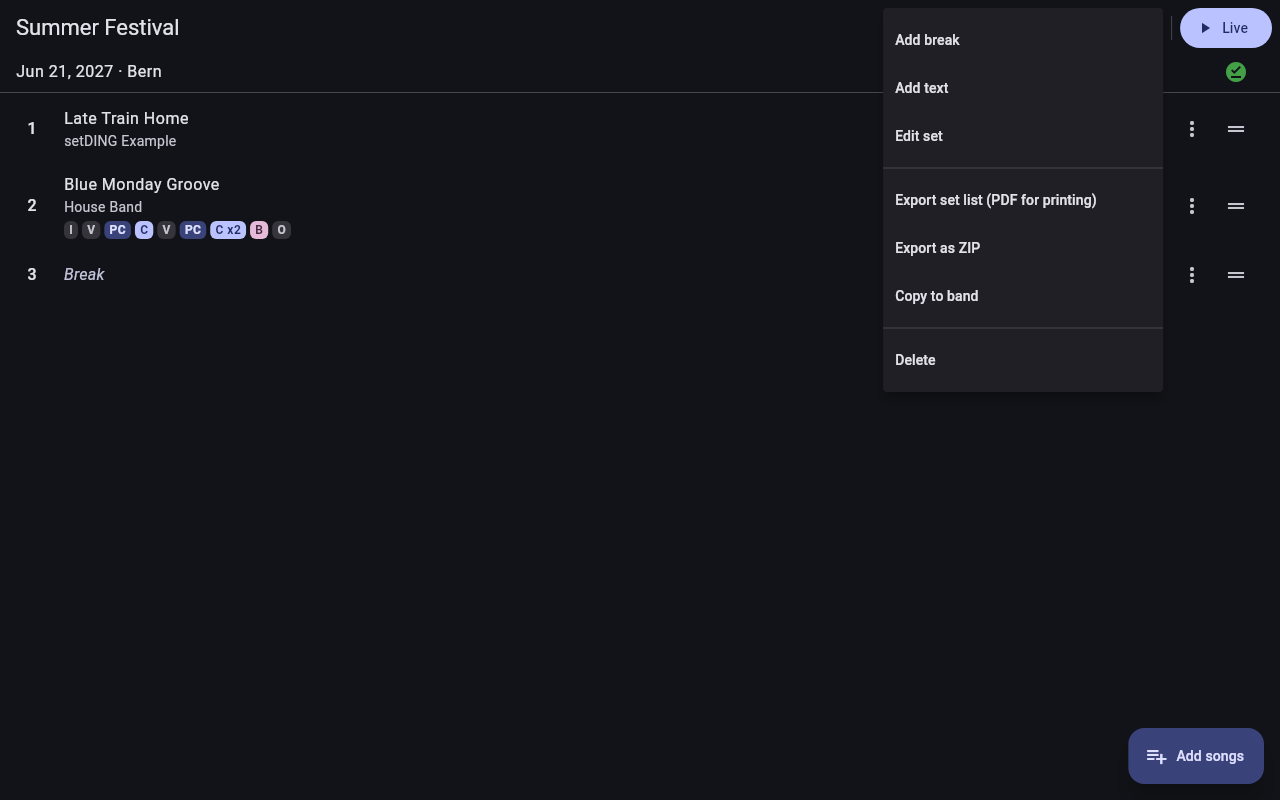 Summer Festival
Live
Jun 21, 2027 · Bern
1
Late Train Home
setDING Example
2
Blue Monday Groove
House Band
I V PC C V PC C x2 B O
3
Break
Add break
Add text
Edit set
Export set list (PDF for printing)
Export as ZIP
Copy to band
Delete
Add songs